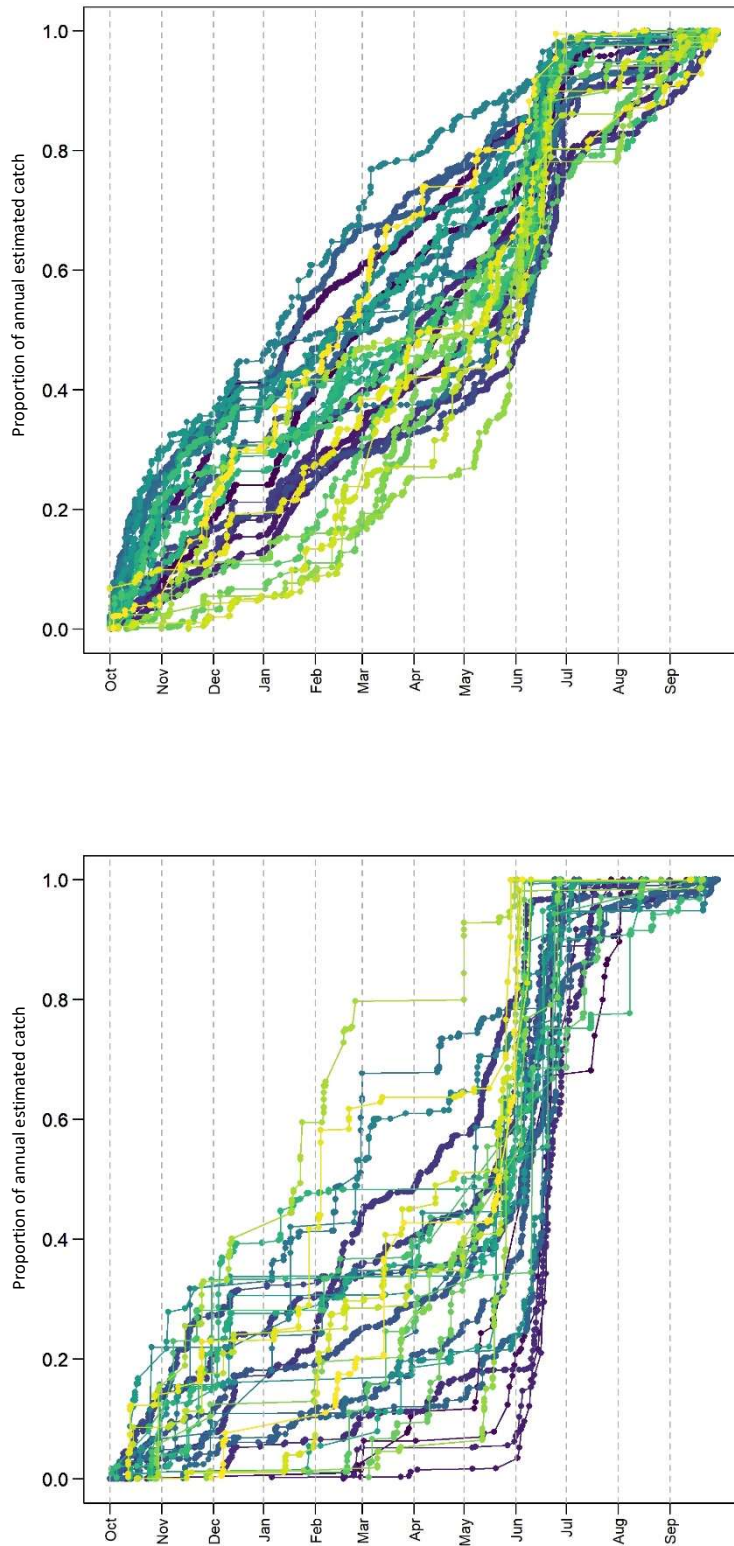 Proportion of annual estimated catch
1.0
0.8
0.6
0.4
0.2
0.0
Oct
Nov
Dec
Jan
Feb
Mar
Apr
May
Jun
Jul
Aug
Sep
Proportion of annual estimated catch
1.0
0.8
0.6
0.4
0.2
0.0
Oct
Nov
Dec
Jan
Feb
Mar
Apr
May
Jun
Jul
Aug
Sep